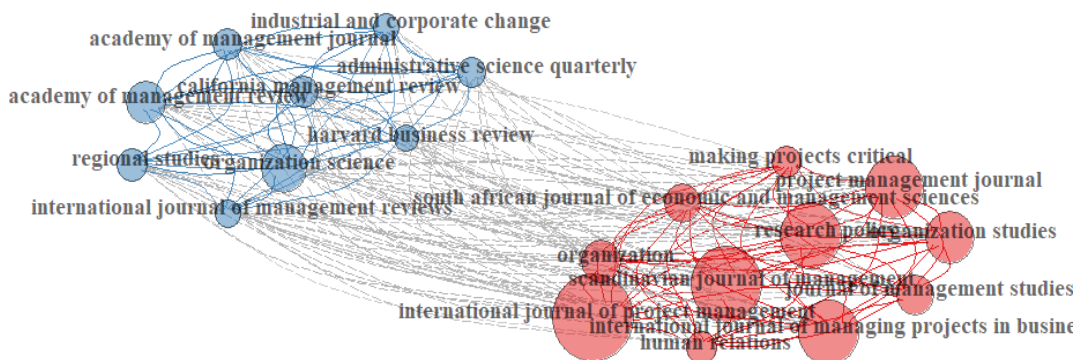 industrial and corporate change
academy of management journal
administrative science quarterly
california management review
academy of management review
harvard business review
regional studies
organization science
international journal of management reviews
making projects critical
project management journal
south african journal of economic and management sciences
research policy
organization studies
organization
scandinavian journal of management
journal of management studies
international journal of project management
international journal of managing projects in busine
human relations